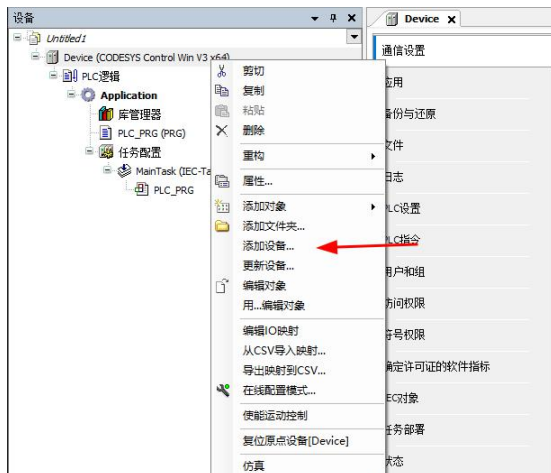 设备
Untitled1
Device (CODESYS Control Win V3 x64)
PLC逻辑
Application
库管理器
PLC_PRG (PRG)
任务配置
MainTask (IEC-Ta
PLC_PRG
剪切
复制
粘贴
删除
重构
属性...
添加对象
添加文件夹...
添加设备...
更新设备...
编辑对象
用...编辑对象
编辑IO映射
从CSV导入映射...
导出映射到CSV...
在线配置模式...
使能运动控制
复位原点设备[Device]
仿真
Device
通信设置
应用
备份与还原
文件
日志
PLC设置
PLC指令
用户和组
访问权限
符号权限
确定许可证的软件指标
IEC对象
任务部署
状态